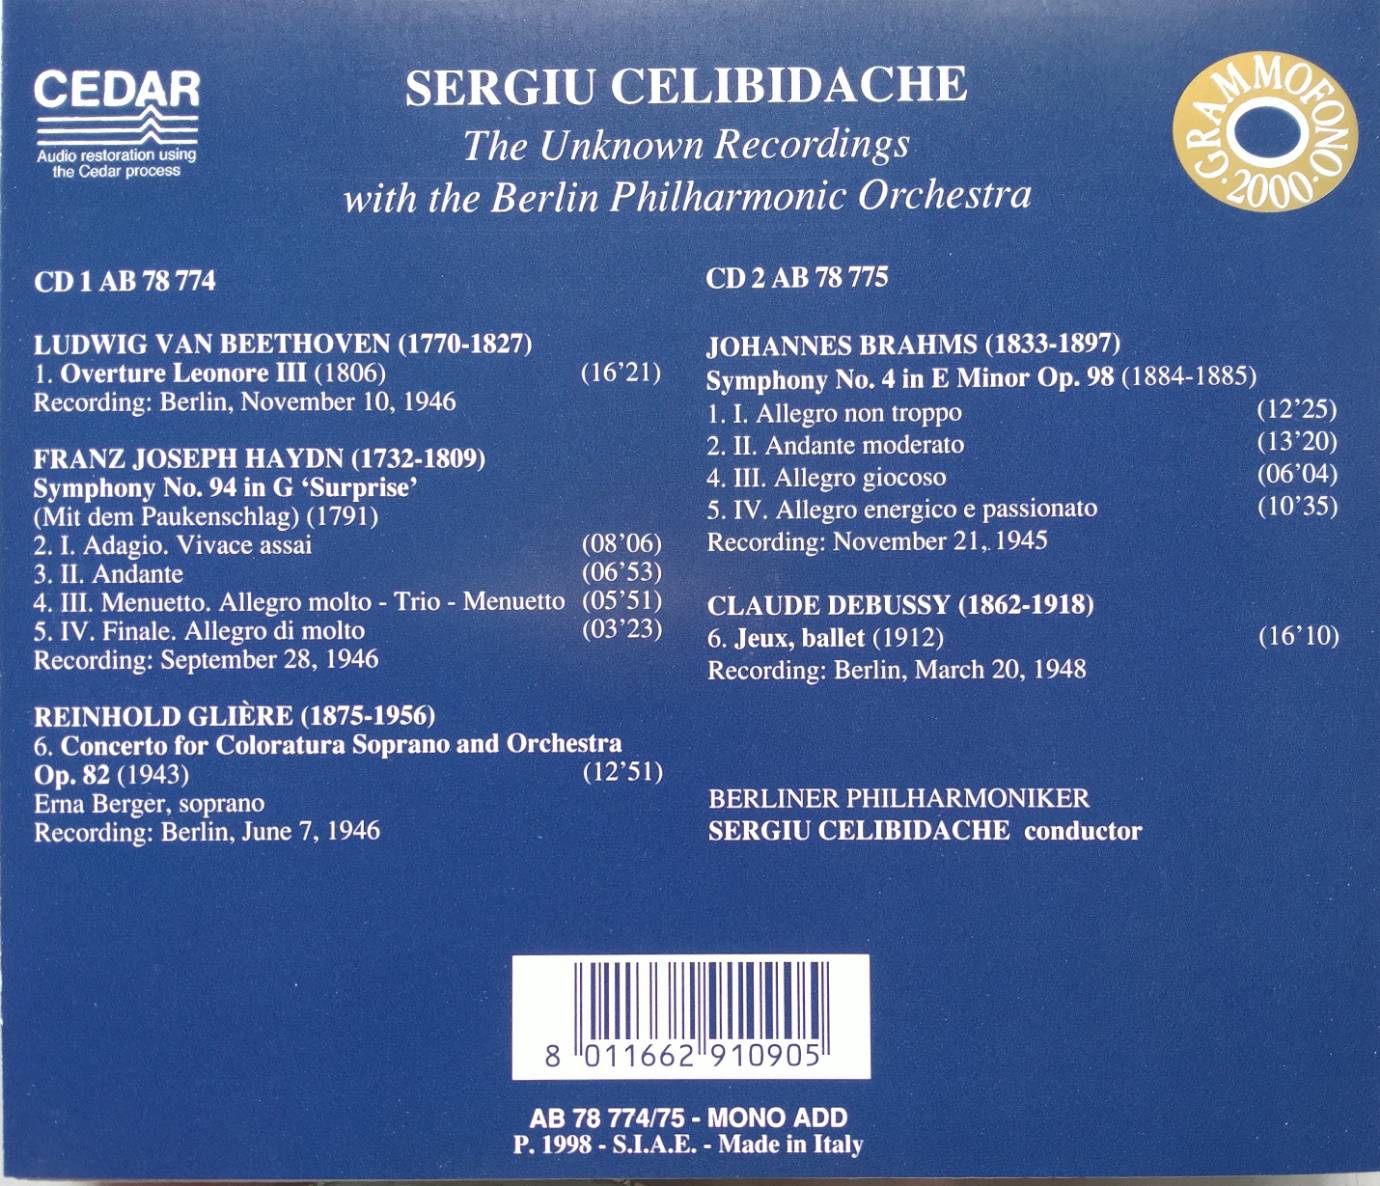 CEDAR
Audio restoration using
the Cedar process
SERGIU CELIBIDACHE
The Unknown Recordings
with the Berlin Philharmonic Orchestra
GRAMMOFONO · 2000 ·
CD 1 AB 78 774
LUDWIG VAN BEETHOVEN (1770-1827)
1. Overture Leonore III (1806) (16’21)
Recording: Berlin, November 10, 1946
FRANZ JOSEPH HAYDN (1732-1809)
Symphony No. 94 in G ‘Surprise’
(Mit dem Paukenschlag) (1791)
2. I. Adagio. Vivace assai (08’06)
3. II. Andante (06’53)
4. III. Menuetto. Allegro molto - Trio - Menuetto (05’51)
5. IV. Finale. Allegro di molto (03’23)
Recording: September 28, 1946
REINHOLD GLIÈRE (1875-1956)
6. Concerto for Coloratura Soprano and Orchestra
Op. 82 (1943) (12’51)
Erna Berger, soprano
Recording: Berlin, June 7, 1946
CD 2 AB 78 775
JOHANNES BRAHMS (1833-1897)
Symphony No. 4 in E Minor Op. 98 (1884-1885)
1. I. Allegro non troppo (12’25)
2. II. Andante moderato (13’20)
4. III. Allegro giocoso (06’04)
5. IV. Allegro energico e passionato (10’35)
Recording: November 21, 1945
CLAUDE DEBUSSY (1862-1918)
6. Jeux, ballet (1912) (16’10)
Recording: Berlin, March 20, 1948
BERLINER PHILHARMONIKER
SERGIU CELIBIDACHE conductor
8 011662 910905
AB 78 774/75 - MONO ADD
P. 1998 - S.I.A.E. - Made in Italy